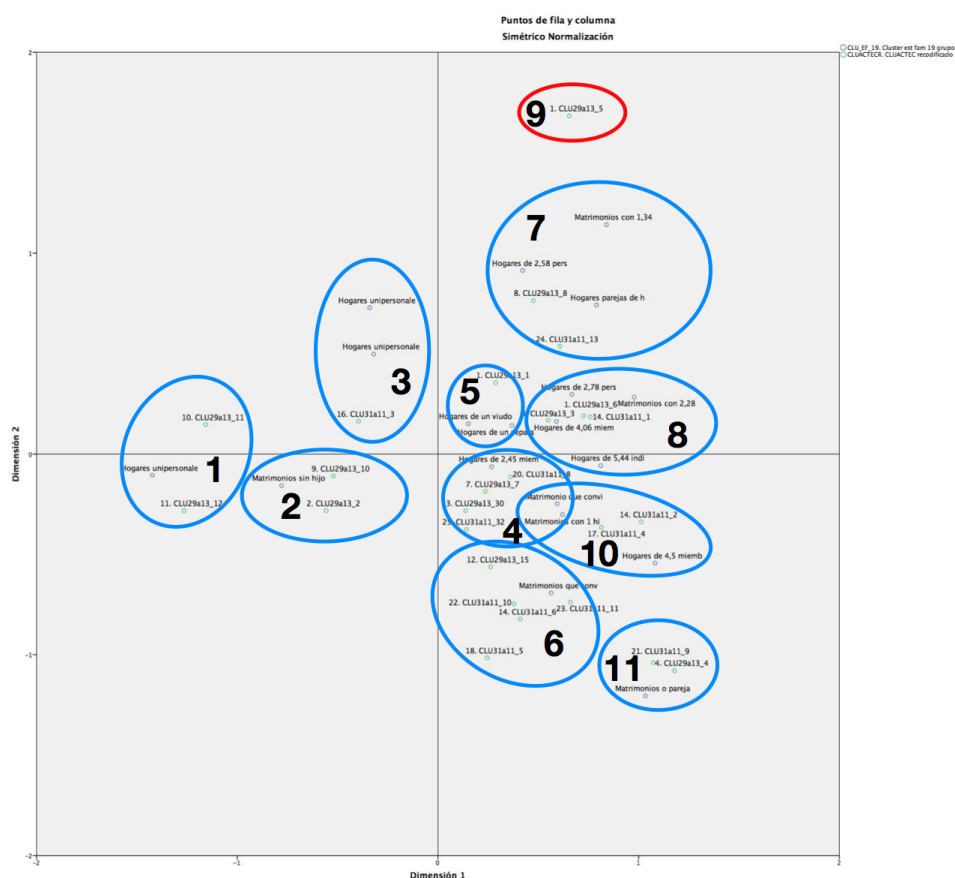 Puntos de fila y columna
Simétrico Normalización
CLU_EF_19. Cluster est fam 19 grupo
CLUACTECR. CLUACTEC recodificado
2
9
1. CLU29a13_5
7
Matrimonios con 1,34
1
Hogares de 2,58 pers
8. CLU29a13_8
Hogares parejas de h
Hogares unipersonale
24. CLU31a11_13
Hogares unipersonale
3
1. CLU29a13_1
5
Hogares de 2,78 pers
1. CLU29a13_6
Matrimonios con 2,28
16. CLU31a11_3
Hogares de un viudo
CLU29a13_3
14. CLU31a11_1
10. CLU29a13_11
Hogares de un separa
Hogares de 4,06 miem
8
Dimensión 2
0
Hogares unipersonale
1
Hogares de 2,45 miem
Hogares de 5,44 indi
9. CLU29a13_10
Matrimonios sin hijo
20. CLU31a11_8
7. CLU29a13_7
2
11. CLU29a13_12
2. CLU29a13_2
3. CLU29a13_30
Matrimonio que convi
4
25. CLU31a11_32
Matrimonios con 1 hi
14. CLU31a11_2
17. CLU31a11_4
10
Hogares de 4,5 miemb
12. CLU29a13_15
Matrimonios que conv
22. CLU31a11_10
14. CLU31a11_6
23. CLU31a11_11
6
18. CLU31a11_5
-1
21. CLU31a11_9
11
4. CLU29a13_4
Matrimonios o pareja
-2
-2
-1
0
1
2
Dimensión 1